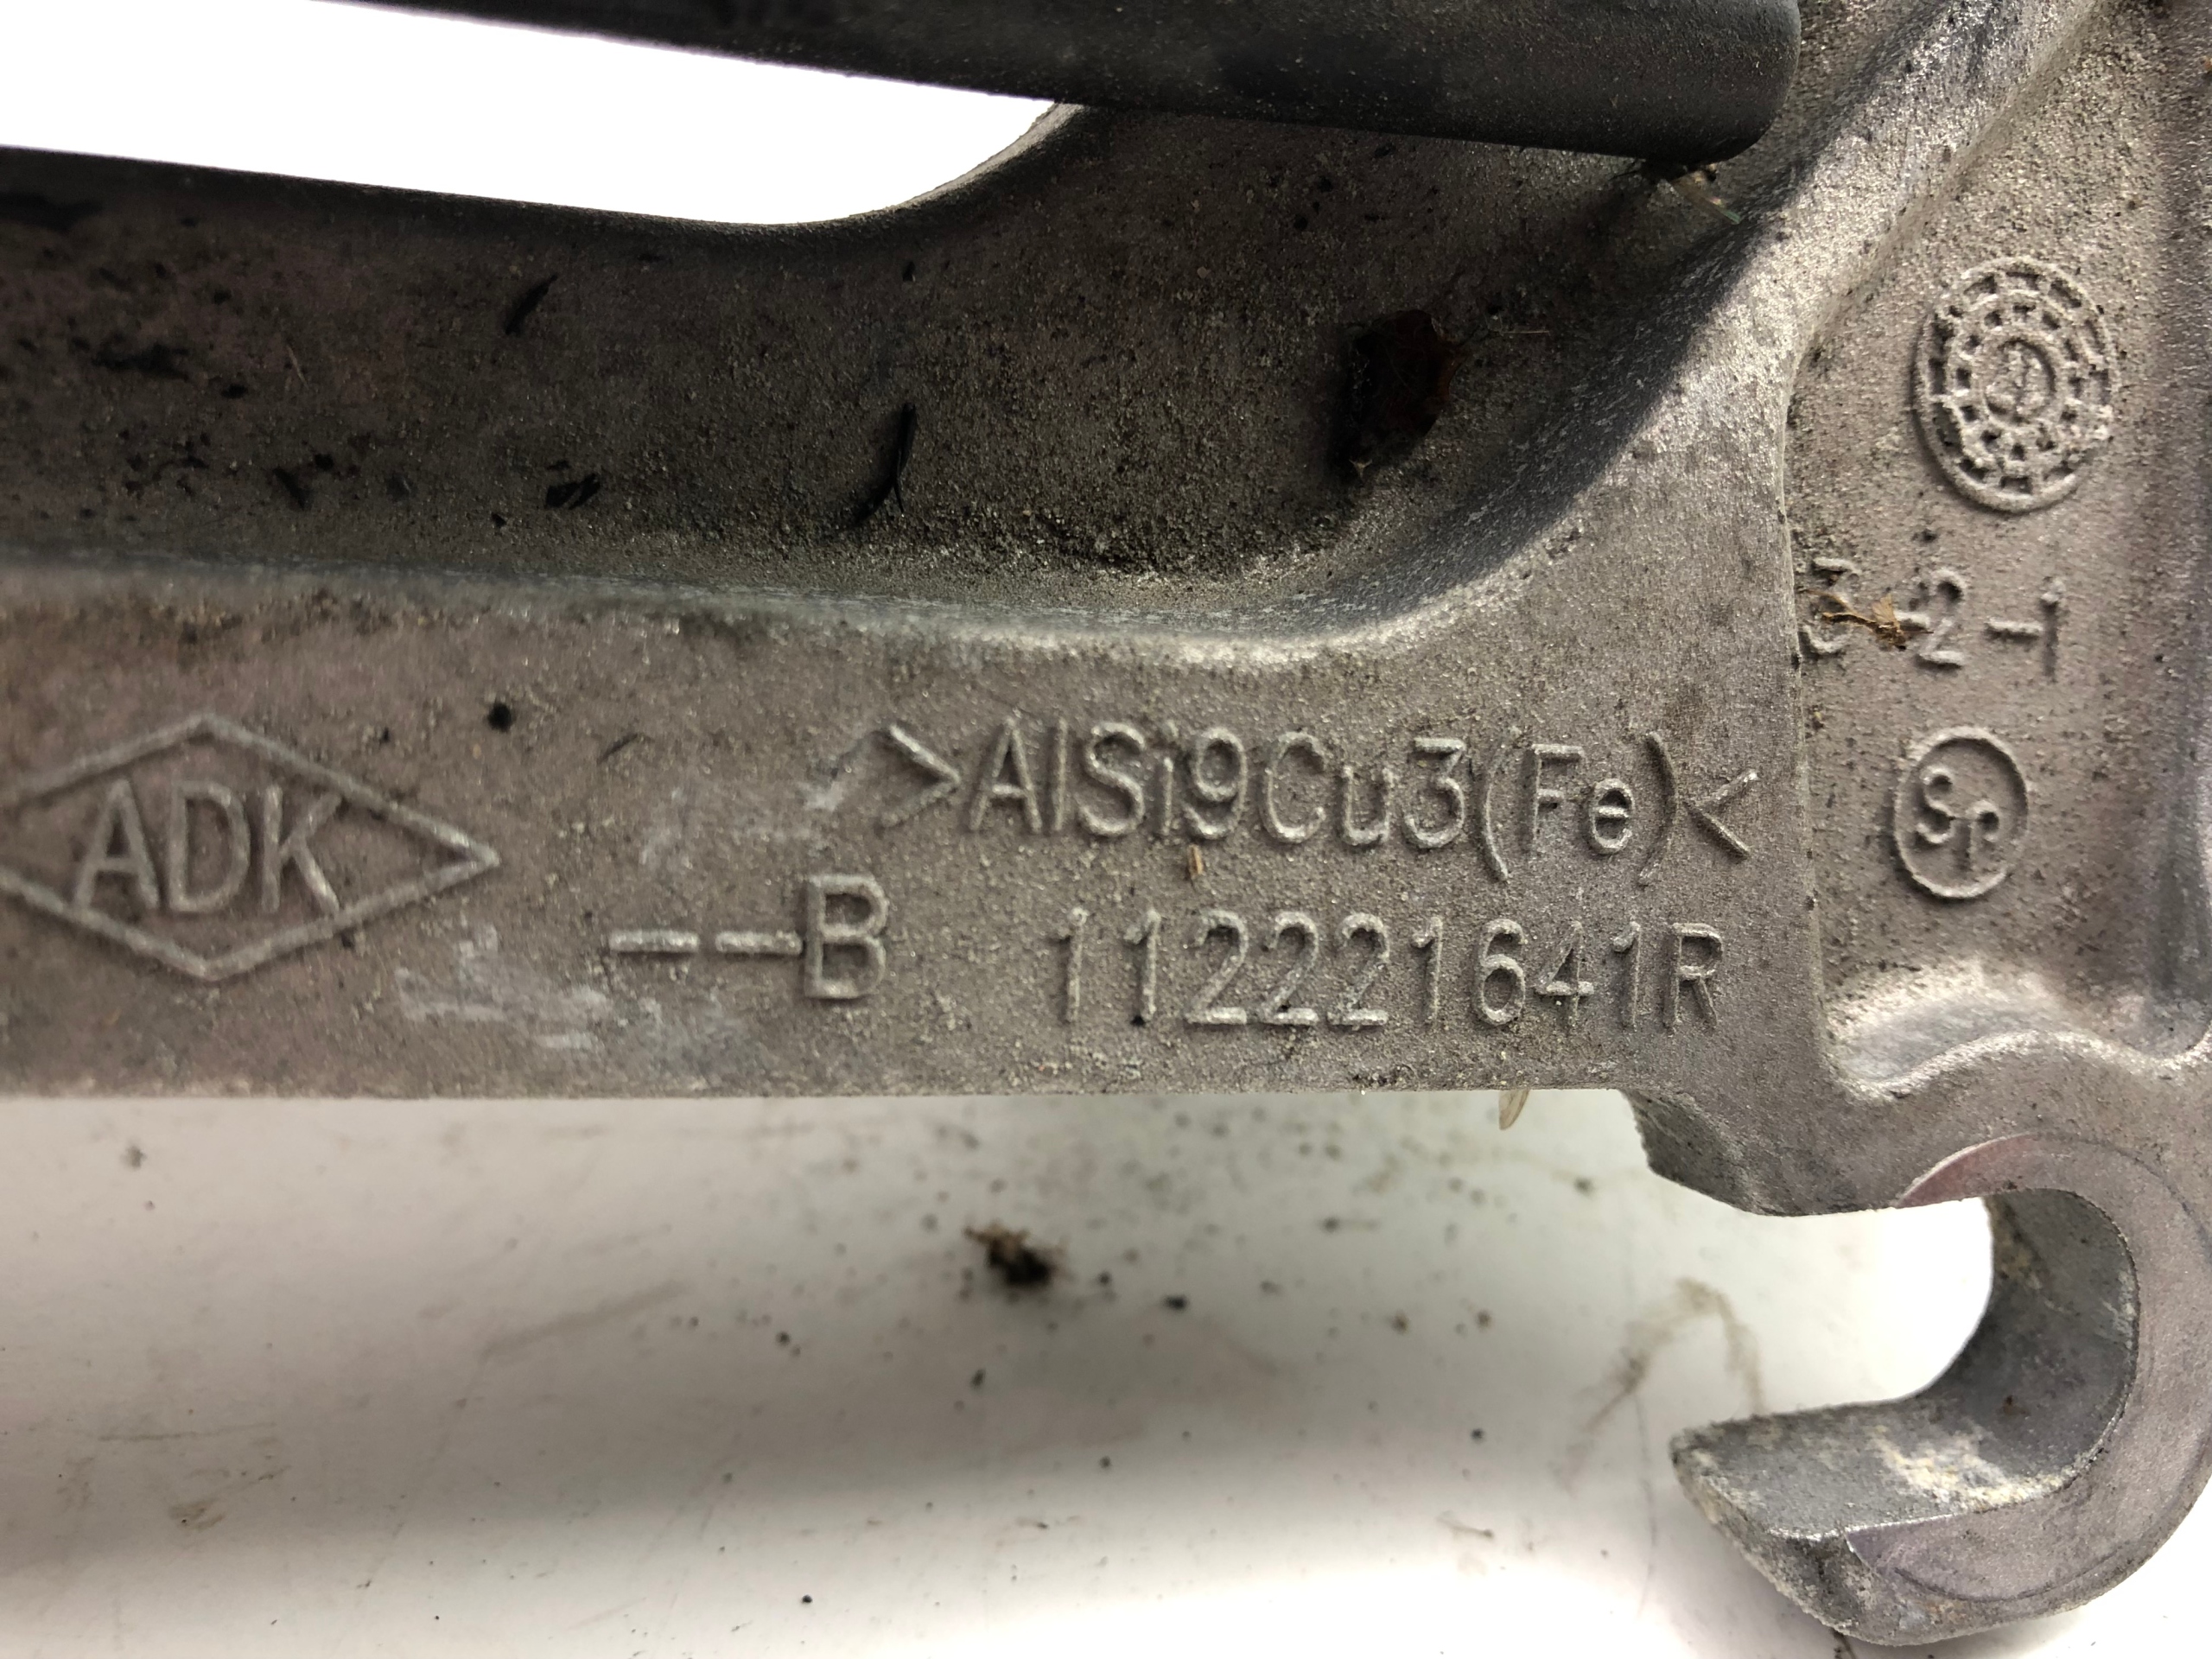 3-2-1
>AlSi9Cu3(Fe)<
ADK
--B
112221641R